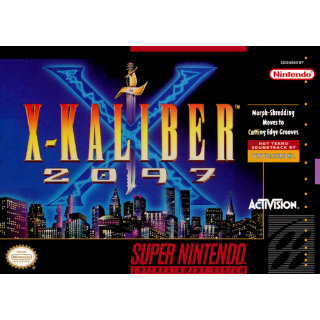 LICENSED BY
Nintendo
X-KALIBER™
2097
Morph-Shredding
Moves to
Cutting Edge Grooves
HOT TEKNO
SOUNDTRACK BY
ACTIVISION®
SUPER NINTENDO
ENTERTAINMENT SYSTEM